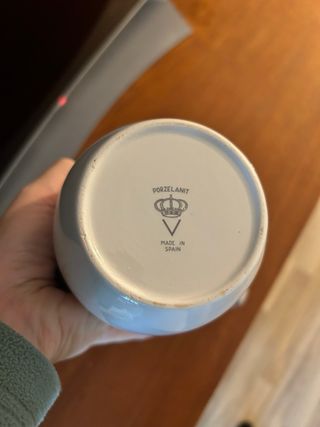 PORZELANIT
V
MADE IN
SPAIN